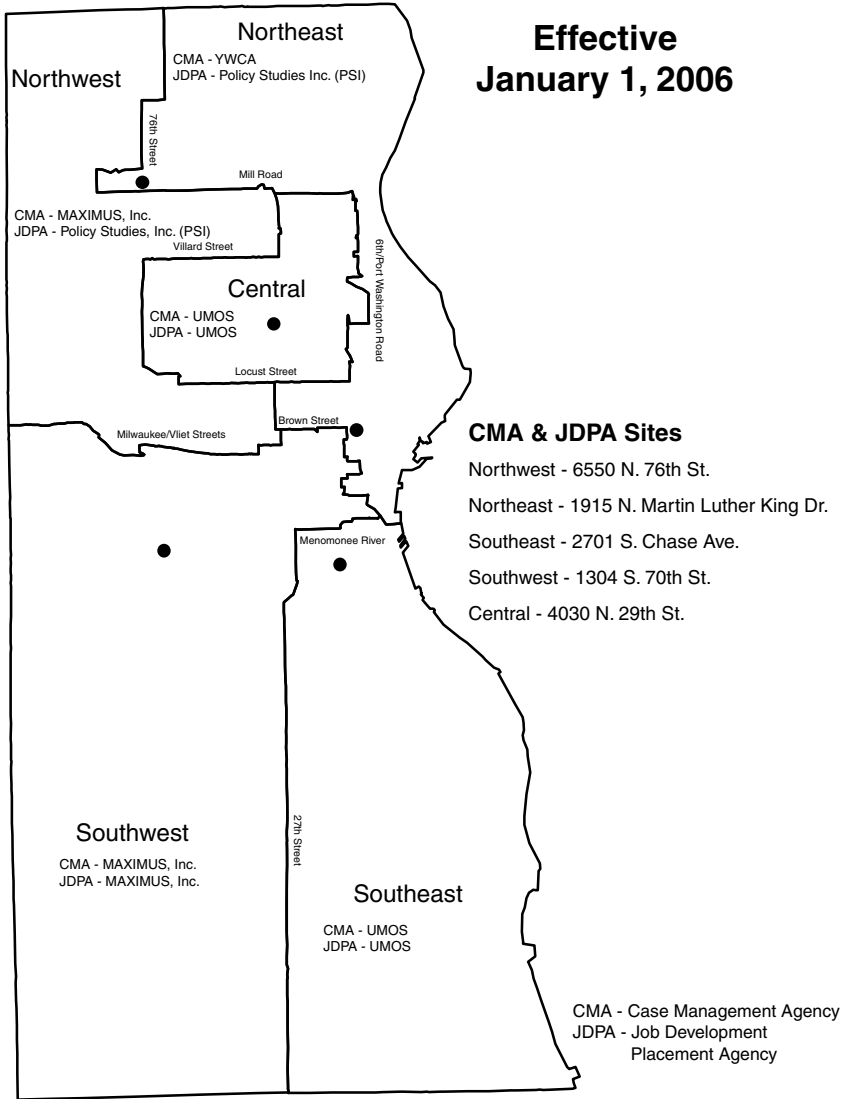 Effective
January 1, 2006
Northeast
CMA - YWCA
JDPA - Policy Studies Inc. (PSI)
Northwest
76th Street
Mill Road
CMA - MAXIMUS, Inc.
JDPA - Policy Studies, Inc. (PSI)
Villard Street
6th/Port Washington Road
Central
CMA - UMOS
JDPA - UMOS
Locust Street
Brown Street
Milwaukee/Vliet Streets
CMA & JDPA Sites
Northwest - 6550 N. 76th St.
Northeast - 1915 N. Martin Luther King Dr.
Southeast - 2701 S. Chase Ave.
Southwest - 1304 S. 70th St.
Central - 4030 N. 29th St.
Menomonee River
27th Street
Southwest
CMA - MAXIMUS, Inc.
JDPA - MAXIMUS, Inc.
Southeast
CMA - UMOS
JDPA - UMOS
CMA - Case Management Agency
JDPA - Job Development
Placement Agency